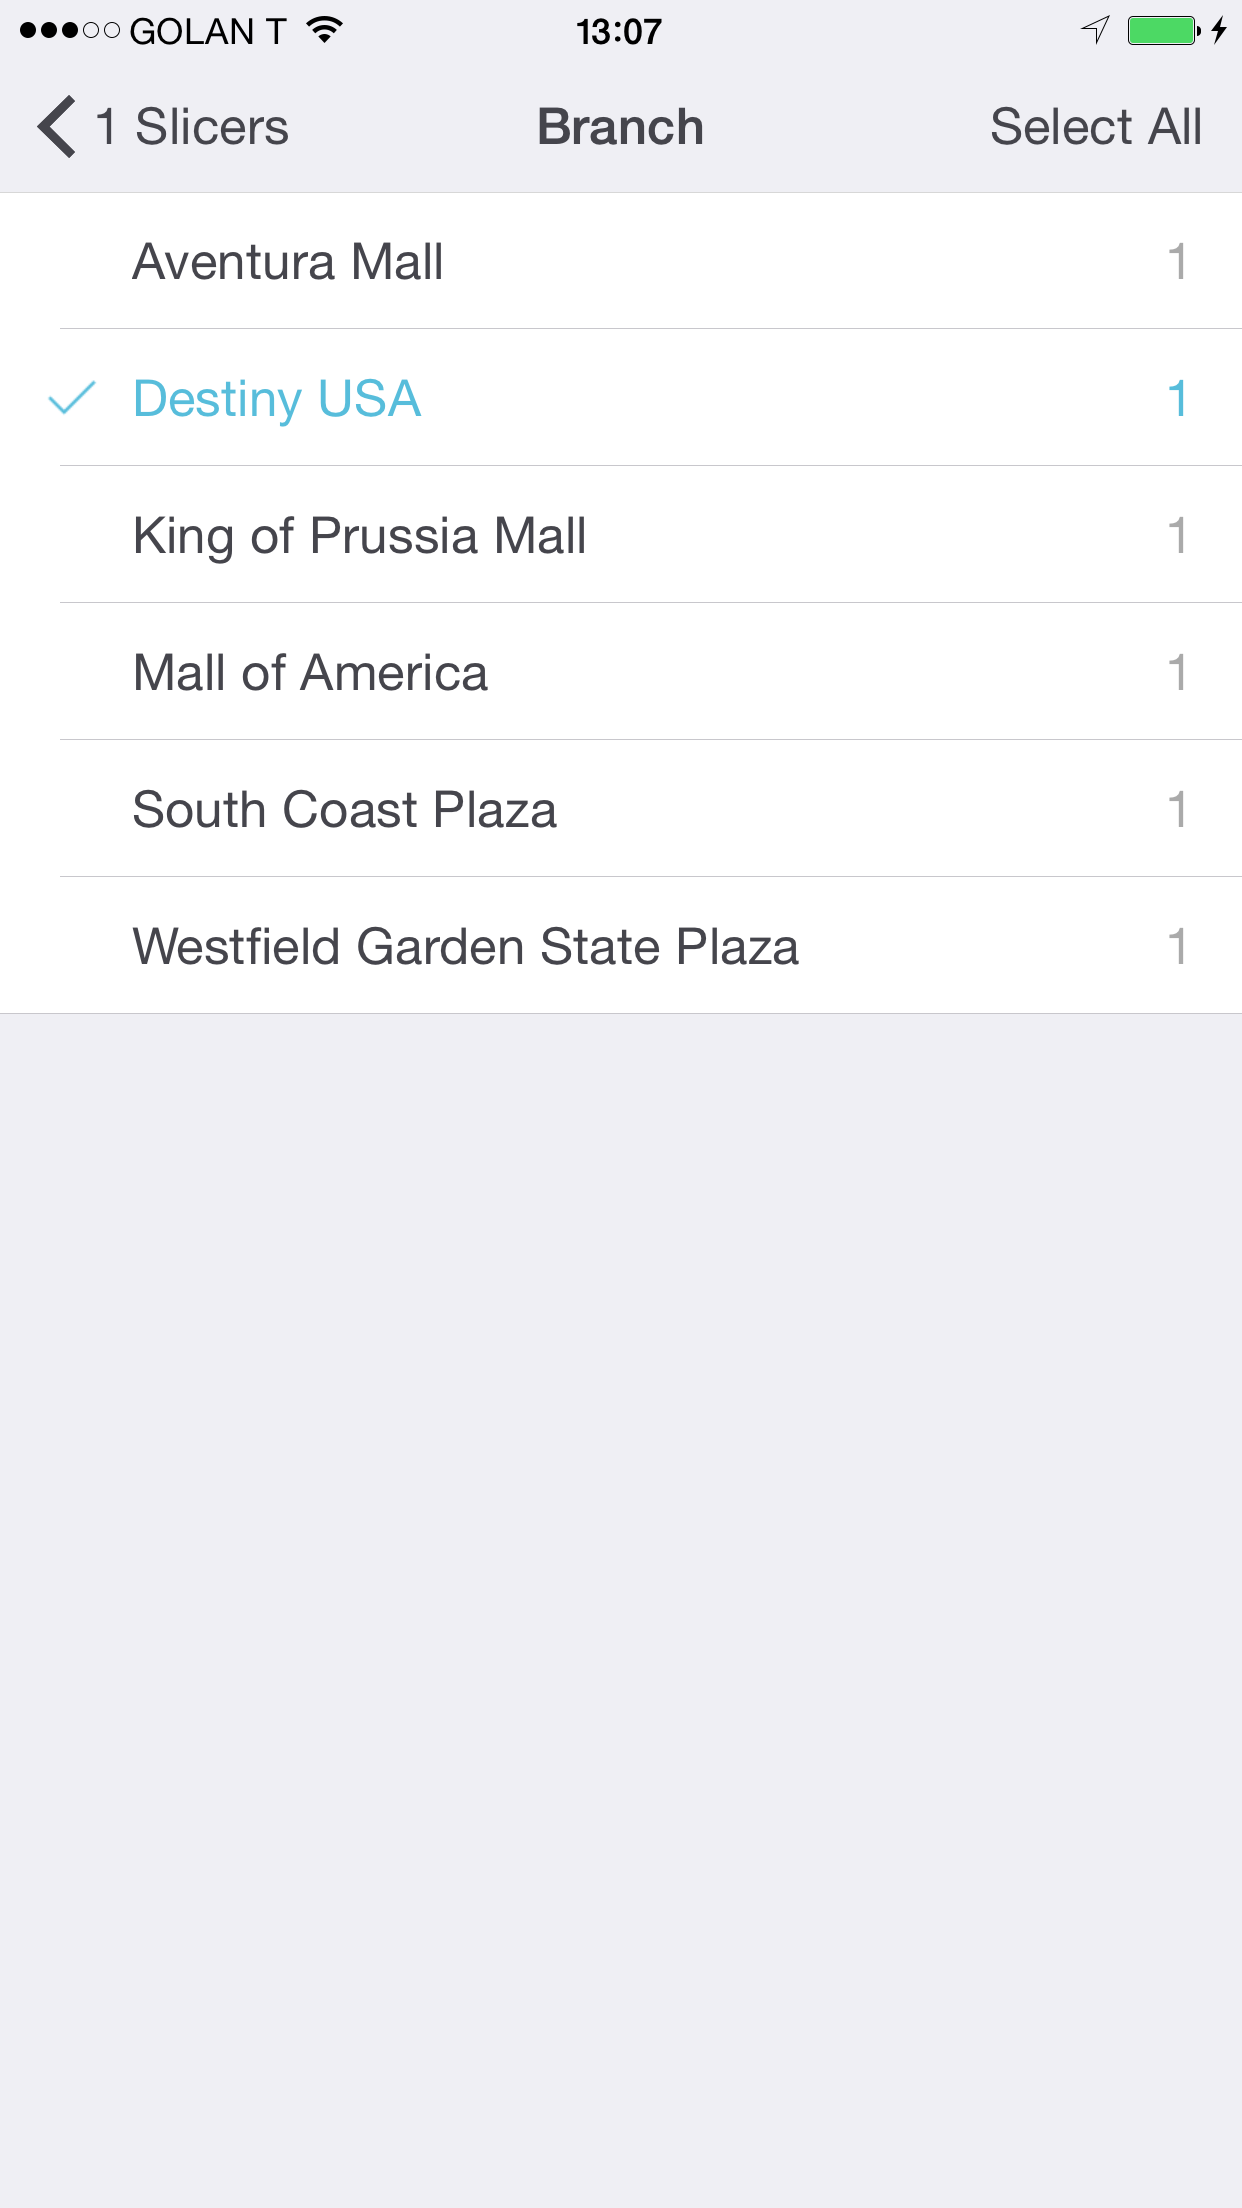 GOLAN T 13:07
1 Slicers Branch Select All
Aventura Mall 1
Destiny USA 1
King of Prussia Mall 1
Mall of America 1
South Coast Plaza 1
Westfield Garden State Plaza 1